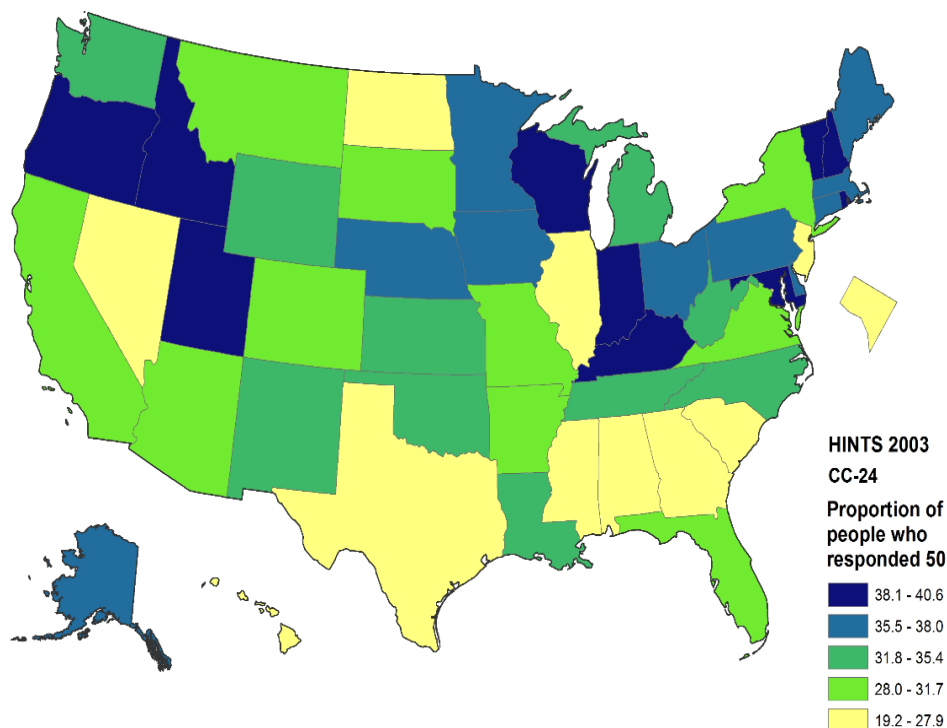 HINTS 2003
CC-24
Proportion of
people who
responded 50
38.1 - 40.6
35.5 - 38.0
31.8 - 35.4
28.0 - 31.7
19.2 - 27.9